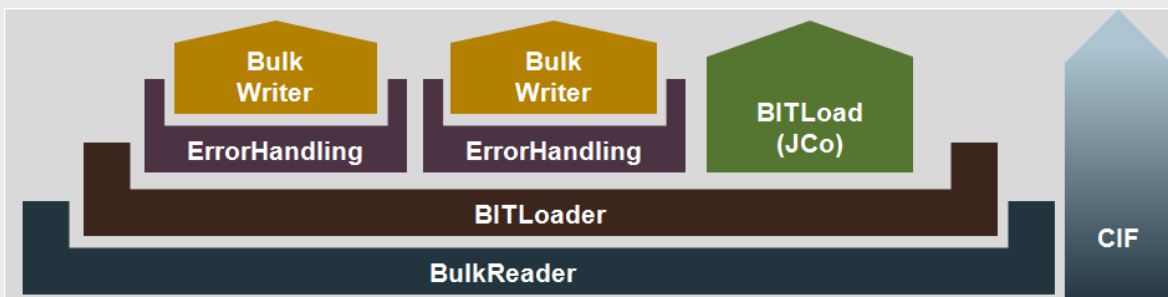 Bulk
Writer
Bulk
Writer
BITLoad
(JCo)
ErrorHandling
ErrorHandling
BITLoader
CIF
BulkReader